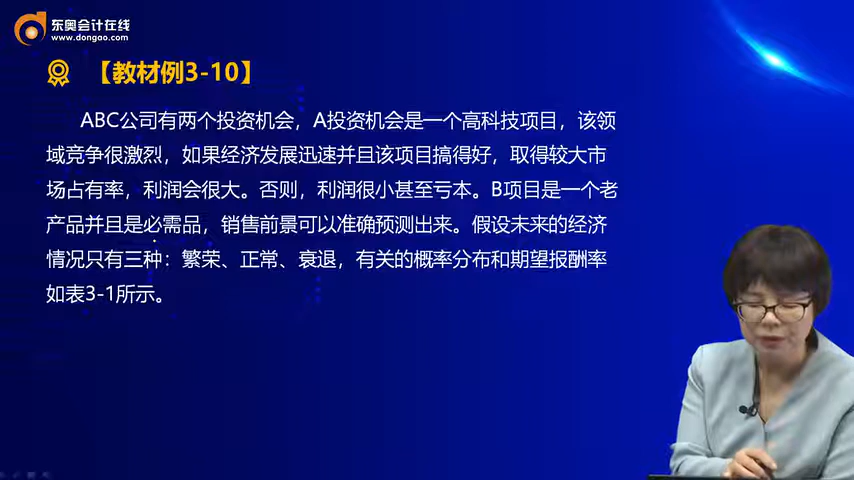 东奥会计在线
www.dongao.com
【教材例3-10】
ABC公司有两个投资机会，A投资机会是一个高科技项目，该领
域竞争很激烈，如果经济发展迅速并且该项目搞得好，取得较大市
场占有率，利润会很大。否则，利润很小甚至亏本。B项目是一个老
产品并且是必需品，销售前景可以准确预测出来。假设未来的经济
情况只有三种：繁荣、正常、衰退，有关的概率分布和期望报酬率
如表3-1所示。